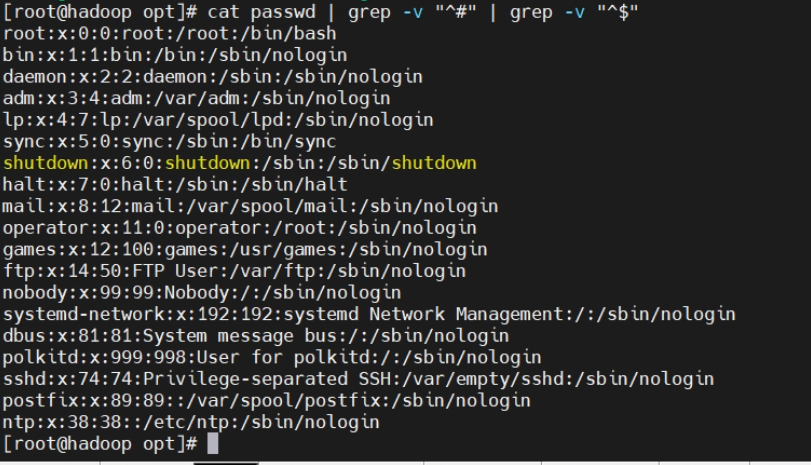 [root@hadoop opt]# cat passwd | grep -v "^#" | grep -v "^$"
root:x:0:0:root:/root:/bin/bash
bin:x:1:1:bin:/bin:/sbin/nologin
daemon:x:2:2:daemon:/sbin:/sbin/nologin
adm:x:3:4:adm:/var/adm:/sbin/nologin
lp:x:4:7:lp:/var/spool/lpd:/sbin/nologin
sync:x:5:0:sync:/sbin:/bin/sync
shutdown:x:6:0:shutdown:/sbin:/sbin/shutdown
halt:x:7:0:halt:/sbin:/sbin/halt
mail:x:8:12:mail:/var/spool/mail:/sbin/nologin
operator:x:11:0:operator:/root:/sbin/nologin
games:x:12:100:games:/usr/games:/sbin/nologin
ftp:x:14:50:FTP User:/var/ftp:/sbin/nologin
nobody:x:99:99:Nobody:/:/sbin/nologin
systemd-network:x:192:192:systemd Network Management:/:/sbin/nologin
dbus:x:81:81:System message bus:/:/sbin/nologin
polkitd:x:999:998:User for polkitd:/:/sbin/nologin
sshd:x:74:74:Privilege-separated SSH:/var/empty/sshd:/sbin/nologin
postfix:x:89:89::/var/spool/postfix:/sbin/nologin
ntp:x:38:38::/etc/ntp:/sbin/nologin
[root@hadoop opt]#